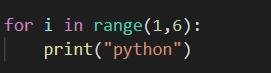 for i in range(1,6):
    print("python")